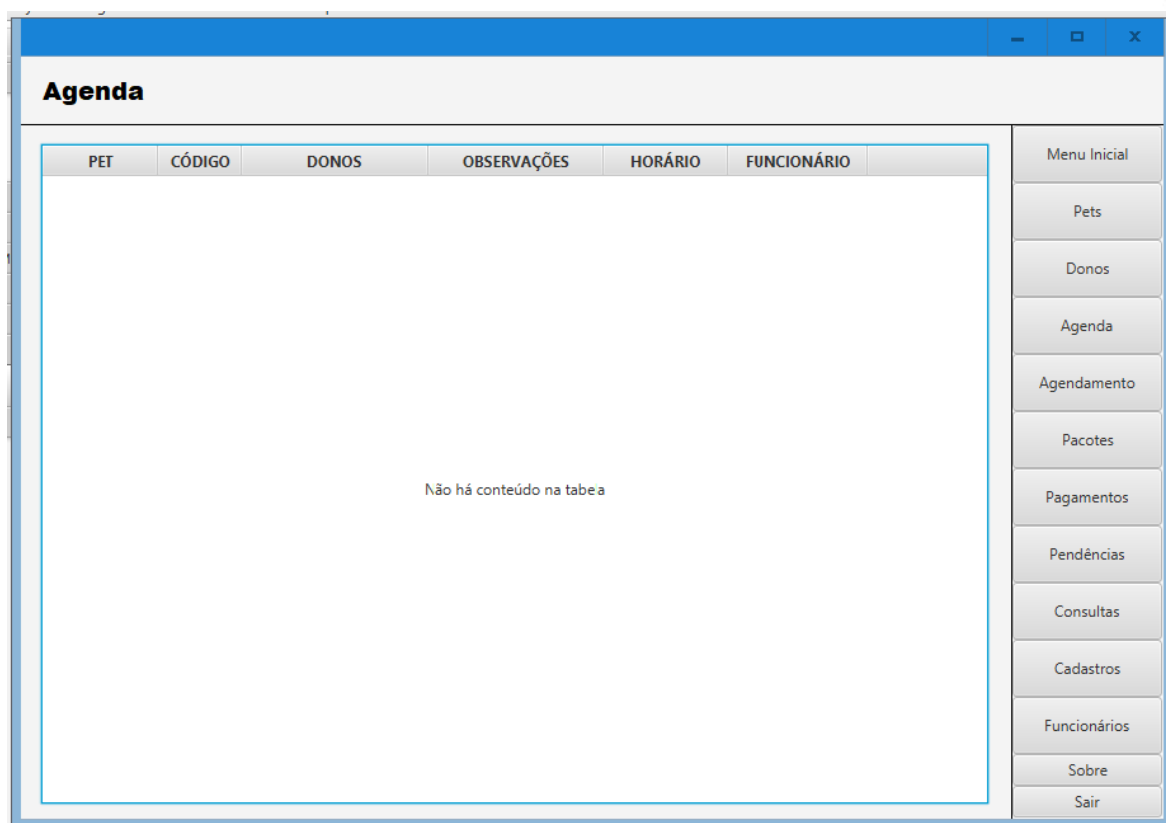 Agenda
PET CÓDIGO DONOS OBSERVAÇÕES HORÁRIO FUNCIONÁRIO
Não há conteúdo na tabe a
Menu Inicial
Pets
Donos
Agenda
Agendamento
Pacotes
Pagamentos
Pendências
Consultas
Cadastros
Funcionários
Sobre
Sair